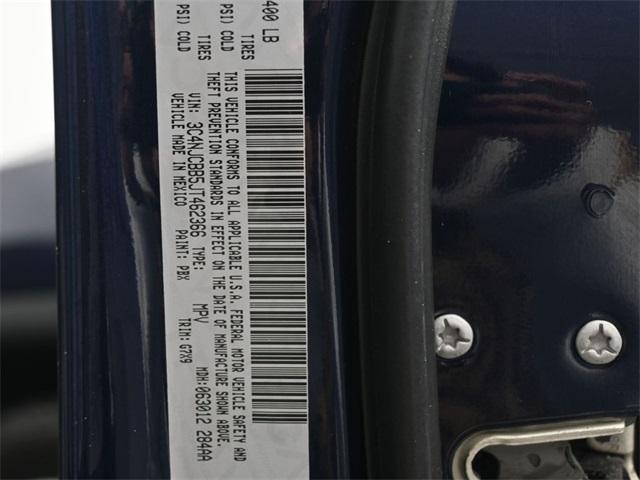 400 LB
TIRES
PSI) COLD
TIRES
PSI) COLD
THIS VEHICLE CONFORMS TO ALL APPLICABLE U.S.A. FEDERAL MOTOR VEHICLE SAFETY AND
THEFT PREVENTION STANDARDS IN EFFECT ON THE DATE OF MANUFACTURE SHOWN ABOVE.
VIN: 3C4NJCBB5JT462366 TYPE: MPV MDH:063012 284AA
VEHICLE MADE IN MEXICO PAINT: PBX TRIM:G7X9